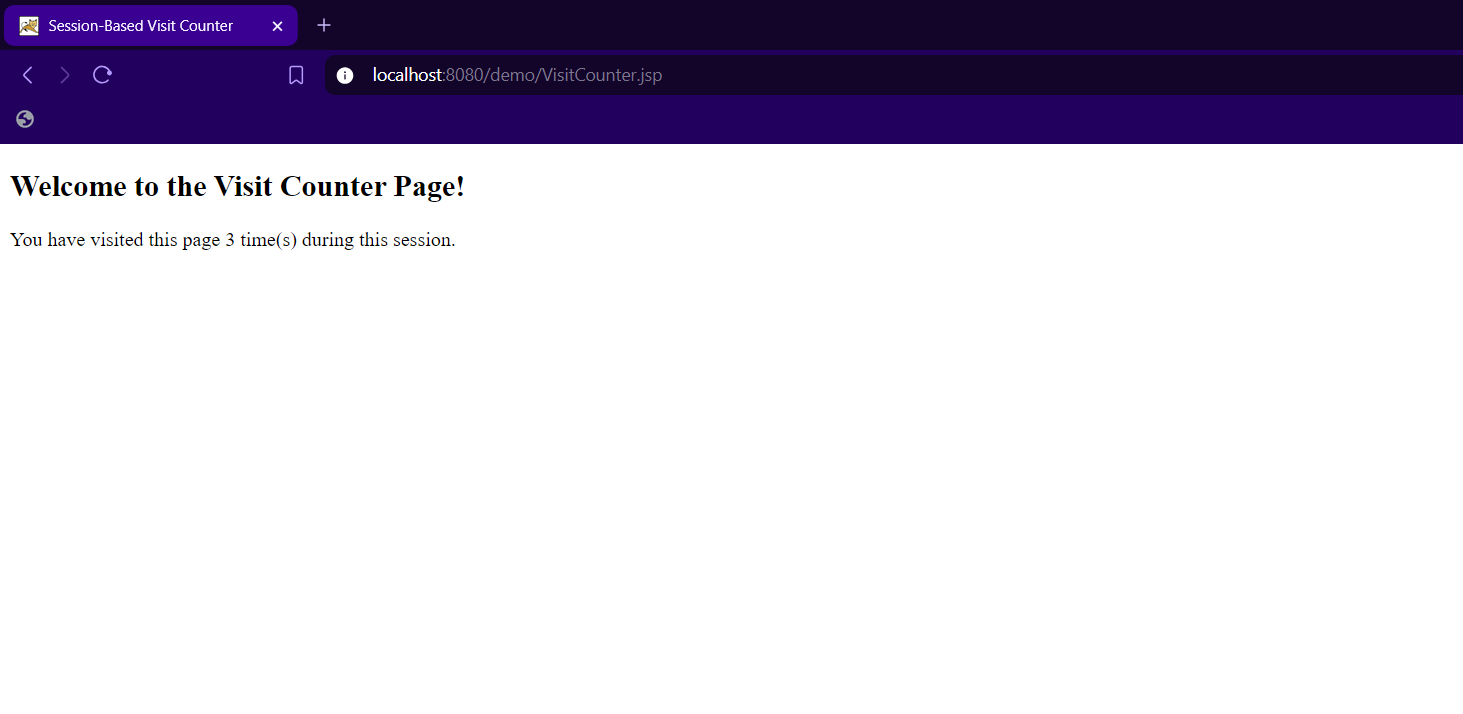 Session-Based Visit Counter
localhost:8080/demo/VisitCounter.jsp
Welcome to the Visit Counter Page!
You have visited this page 3 time(s) during this session.